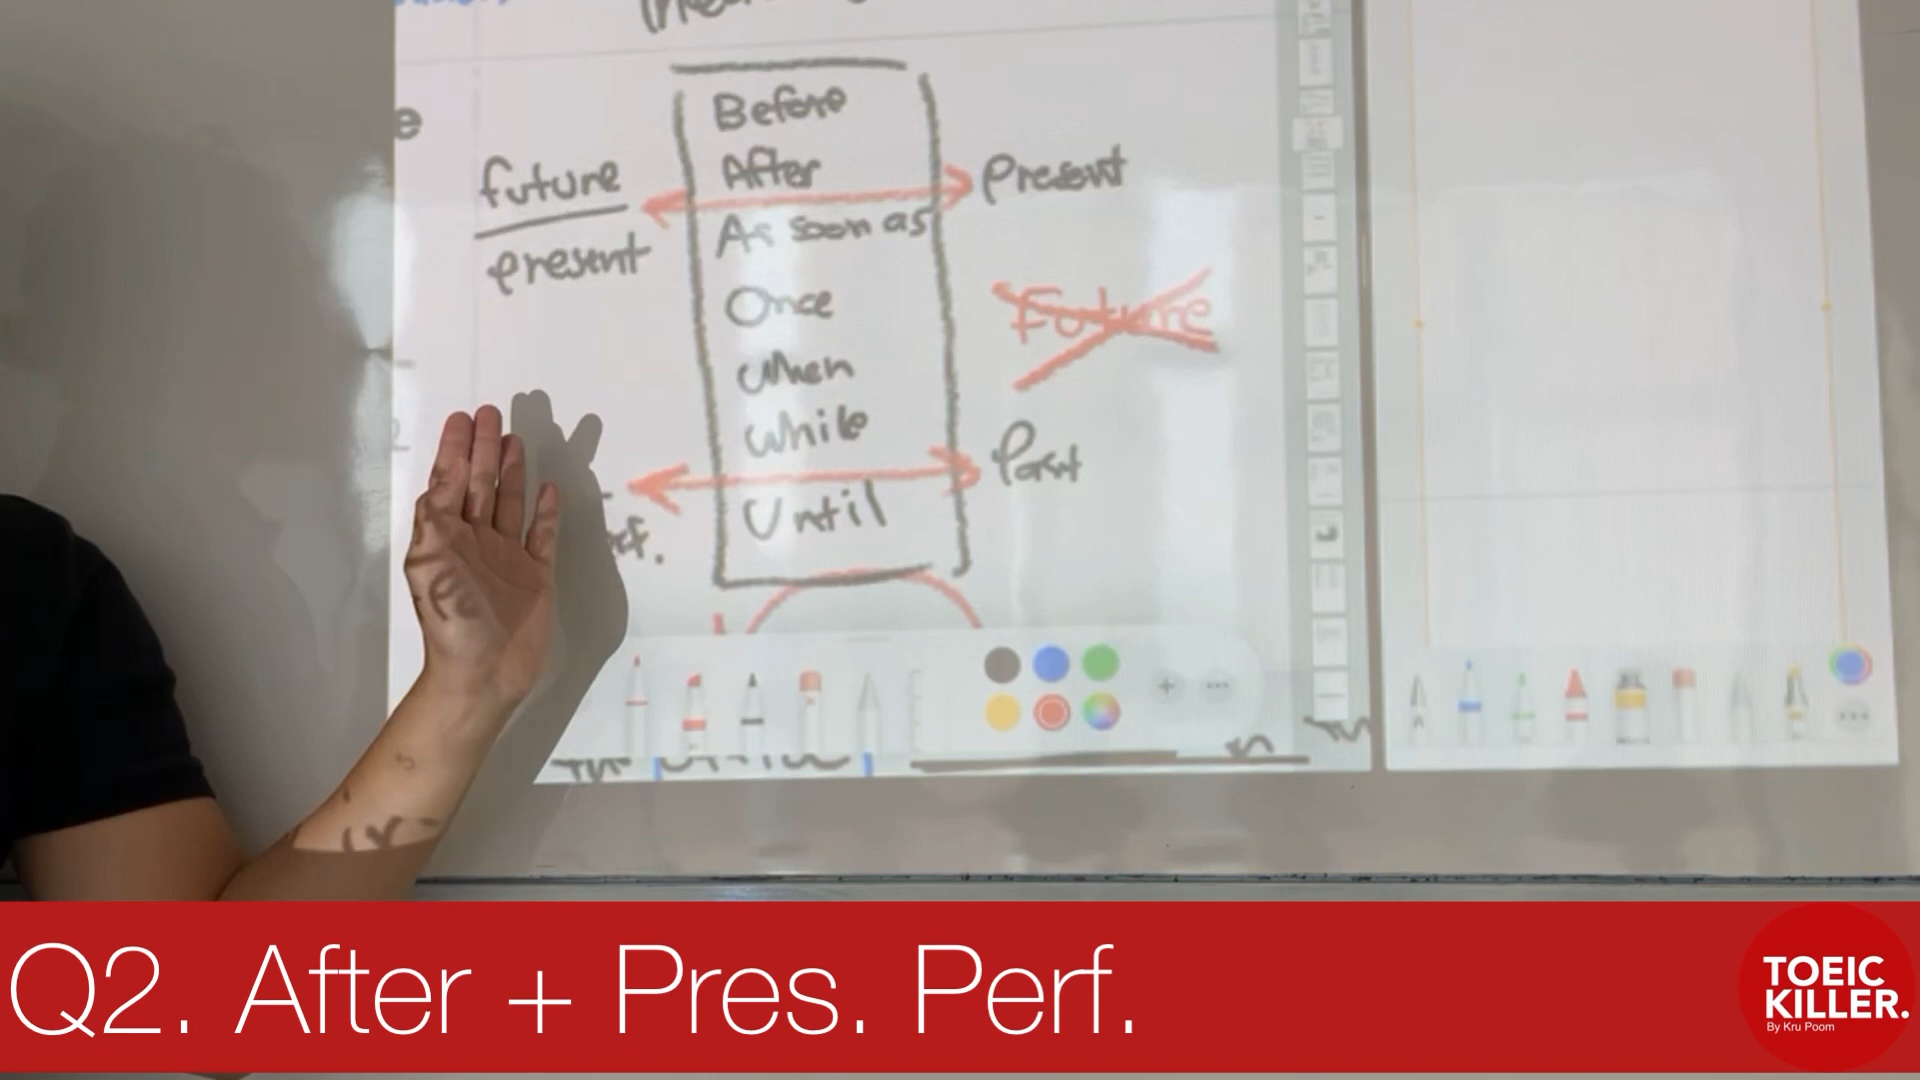 Before
After
future
Present
present
As soon as
Once
Future
when
while
Past
Until
Q2. After + Pres. Perf.
TOEIC
KILLER.
By Kru Poom